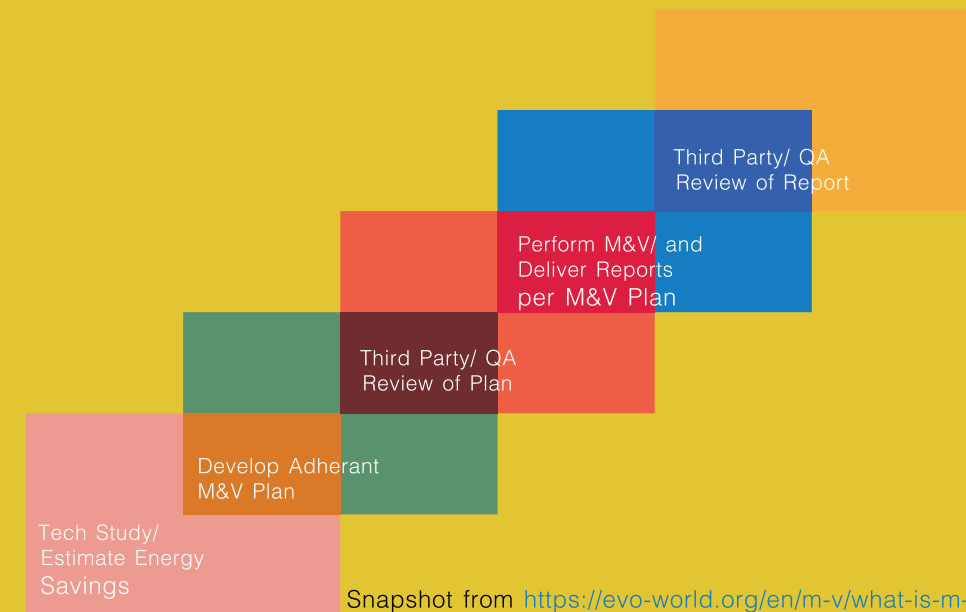 Third Party/ QA
Review of Report
Perform M&V/ and
Deliver Reports
per M&V Plan
Third Party/ QA
Review of Plan
Develop Adherant
M&V Plan
Tech Study/
Estimate Energy
Savings
Snapshot from https://evo-world.org/en/m-v/what-is-m-